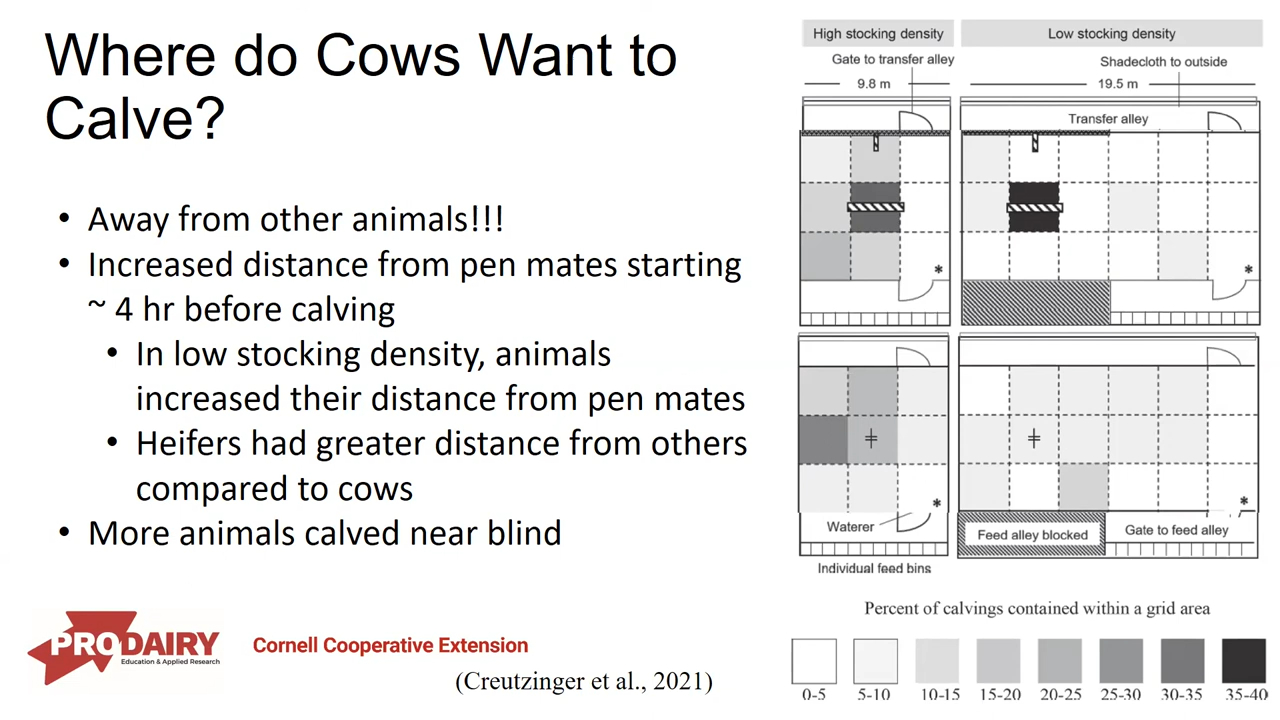 Where do Cows Want to
Calve?
• Away from other animals!!!
• Increased distance from pen mates starting
~ 4 hr before calving
• In low stocking density, animals
increased their distance from pen mates
• Heifers had greater distance from others
compared to cows
• More animals calved near blind
PRODAIRY
Education & Applied Research
Cornell Cooperative Extension
(Creutzinger et al., 2021)
High stocking density
Low stocking density
Gate to transfer alley
Shadecloth to outside
9.8 m
19.5 m
Transfer alley
*
*
*
*
Waterer
Feed alley blocked
Gate to feed alley
Individual feed bins
Percent of calvings contained within a grid area
0-5 5-10 10-15 15-20 20-25 25-30 30-35 35-40